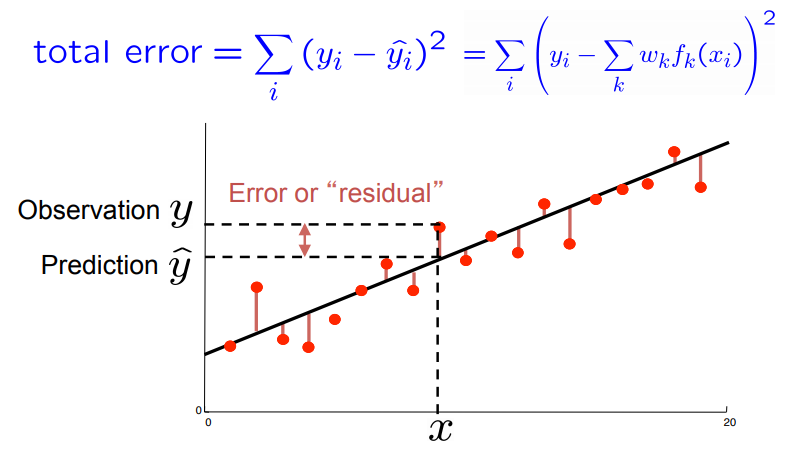 total error = ∑_i (y_i − ŷ_i)^2 = ∑_i (y_i − ∑_k w_k f_k(x_i))^2
Error or “residual”
Observation y
Prediction ŷ
0
0
x
20